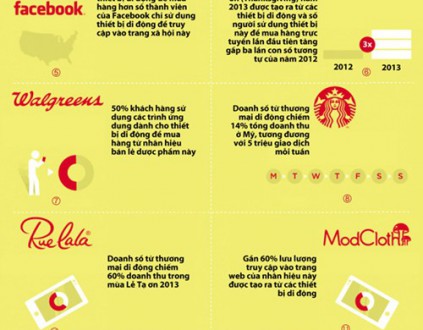 facebook.
thiết bị di động để mua
hàng hơn số thành viên
của Facebook chỉ sử dụng
thiết bị di động để truy
cập vào trang xã hội này
5
ơn (Thanksgiving) năm
2013 được tạo ra từ các
thiết bị di động và số
người sử dụng thiết bị này
để mua hàng trực
tuyến lần đầu tiên tăng
gấp ba lần con số tương
tự của năm 2012
3x
2012 2013
6
Walgreens
50% khách hàng sử
dụng các trình ứng
dụng dành cho thiết
bị di động để mua
hàng từ nhãn hiệu
bán lẻ dược phẩm này
7
Doanh số từ thương
mại di động chiếm
14% tổng doanh thu
ở Mỹ, tương đương
với 5 triệu giao dịch
mỗi tuần
M T W T F S S
8
Rue La la
Doanh số từ thương
mại di động chiếm
60% doanh thu trong
mùa Lễ Tạ ơn 2013
ModCloth
Gần 60% lưu lượng
truy cập vào trang
web của nhãn hiệu này
được tạo ra từ các thiết
bị di động